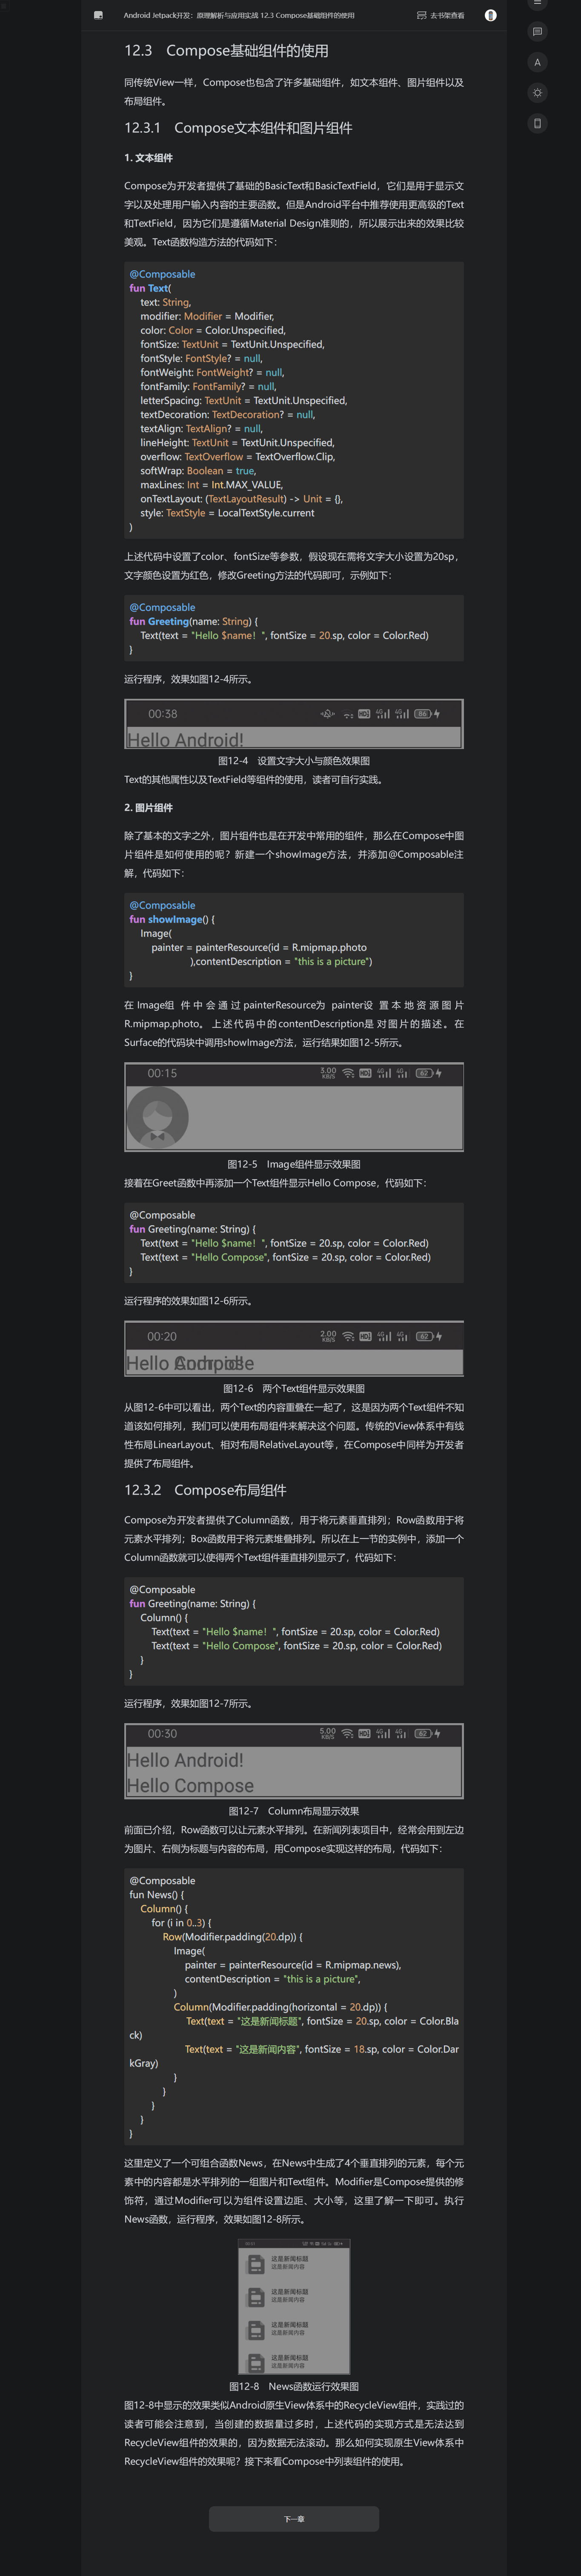 Android Jetpack开发：原理解析与应用实战 12.3 Compose基础组件的使用
去书架查看
A
12.3 Compose基础组件的使用
同传统View一样，Compose也包含了许多基础组件，如文本组件、图片组件以及
布局组件。
12.3.1 Compose文本组件和图片组件
1. 文本组件
Compose为开发者提供了基础的BasicText和BasicTextField，它们是用于显示文
字以及处理用户输入内容的主要函数。但是Android平台中推荐使用更高级的Text
和TextField，因为它们是遵循Material Design准则的，所以展示出来的效果比较
美观。Text函数构造方法的代码如下：
@Composable
fun Text(
text: String,
modifier: Modifier = Modifier,
color: Color = Color.Unspecified,
fontSize: TextUnit = TextUnit.Unspecified,
fontStyle: FontStyle? = null,
fontWeight: FontWeight? = null,
fontFamily: FontFamily? = null,
letterSpacing: TextUnit = TextUnit.Unspecified,
textDecoration: TextDecoration? = null,
textAlign: TextAlign? = null,
lineHeight: TextUnit = TextUnit.Unspecified,
overflow: TextOverflow = TextOverflow.Clip,
softWrap: Boolean = true,
maxLines: Int = Int.MAX_VALUE,
onTextLayout: (TextLayoutResult) -> Unit = {},
style: TextStyle = LocalTextStyle.current
)
上述代码中设置了color、fontSize等参数，假设现在需将文字大小设置为20sp，
文字颜色设置为红色，修改Greeting方法的代码即可，示例如下：
@Composable
fun Greeting(name: String) {
Text(text = "Hello $name！", fontSize = 20.sp, color = Color.Red)
}
运行程序，效果如图12-4所示。
00:38 HD 4G 4G 86
Hello Android!
图12-4 设置文字大小与颜色效果图
Text的其他属性以及TextField等组件的使用，读者可自行实践。
2. 图片组件
除了基本的文字之外，图片组件也是在开发中常用的组件，那么在Compose中图
片组件是如何使用的呢？新建一个showImage方法，并添加@Composable注
解，代码如下：
@Composable
fun showImage() {
Image(
painter = painterResource(id = R.mipmap.photo
),contentDescription = "this is a picture")
}
在Image组件中会通过painterResource为 painter设置本地资源图片
R.mipmap.photo。上述代码中的contentDescription是对图片的描述。在
Surface的代码块中调用showImage方法，运行结果如图12-5所示。
00:15 3.00 KB/S HD 4G 4G 62
图12-5 Image组件显示效果图
接着在Greet函数中再添加一个Text组件显示Hello Compose，代码如下：
@Composable
fun Greeting(name: String) {
Text(text = "Hello $name！", fontSize = 20.sp, color = Color.Red)
Text(text = "Hello Compose", fontSize = 20.sp, color = Color.Red)
}
运行程序的效果如图12-6所示。
00:20 2.00 KB/S HD 4G 4G 62
图12-6 两个Text组件显示效果图
从图12-6中可以看出，两个Text的内容重叠在一起了，这是因为两个Text组件不知
道该如何排列，我们可以使用布局组件来解决这个问题。传统的View体系中有线
性布局LinearLayout、相对布局RelativeLayout等，在Compose中同样为开发者
提供了布局组件。
12.3.2 Compose布局组件
Compose为开发者提供了Column函数，用于将元素垂直排列；Row函数用于将
元素水平排列；Box函数用于将元素堆叠排列。所以在上一节的实例中，添加一个
Column函数就可以使得两个Text组件垂直排列显示了，代码如下：
@Composable
fun Greeting(name: String) {
Column() {
Text(text = "Hello $name！", fontSize = 20.sp, color = Color.Red)
Text(text = "Hello Compose", fontSize = 20.sp, color = Color.Red)
}
}
运行程序，效果如图12-7所示。
00:30 5.00 KB/S HD 4G 4G 62
Hello Android!
Hello Compose
图12-7 Column布局显示效果
前面已介绍，Row函数可以让元素水平排列。在新闻列表项目中，经常会用到左边
为图片、右侧为标题与内容的布局，用Compose实现这样的布局，代码如下：
@Composable
fun News() {
Column() {
for (i in 0..3) {
Row(Modifier.padding(20.dp)) {
Image(
painter = painterResource(id = R.mipmap.news),
contentDescription = "this is a picture",
)
Column(Modifier.padding(horizontal = 20.dp)) {
Text(text = "这是新闻标题", fontSize = 20.sp, color = Color.Bla
ck)
Text(text = "这是新闻内容", fontSize = 18.sp, color = Color.Dar
kGray)
}
}
}
}
}
这里定义了一个可组合函数News，在News中生成了4个垂直排列的元素，每个元
素中的内容都是水平排列的一组图片和Text组件。Modifier是Compose提供的修
饰符，通过Modifier可以为组件设置边距、大小等，这里了解一下即可。执行
News函数，运行程序，效果如图12-8所示。
这是新闻标题
这是新闻内容
这是新闻标题
这是新闻内容
这是新闻标题
这是新闻内容
这是新闻标题
这是新闻内容
图12-8 News函数运行效果图
图12-8中显示的效果类似Android原生View体系中的RecycleView组件，实践过的
读者可能会注意到，当创建的数据量过多时，上述代码的实现方式是无法达到
RecycleView组件的效果的，因为数据无法滚动。那么如何实现原生View体系中
RecycleView组件的效果呢？接下来看Compose中列表组件的使用。
下一章